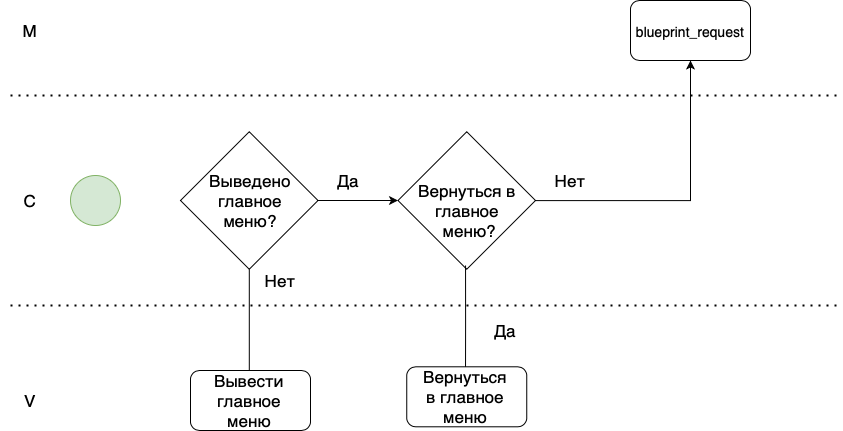 M
blueprint_request
C
Выведено
главное
меню?
Да
Вернуться в
главное
меню?
Нет
Нет
Да
V
Вывести
главное
меню
Вернуться
в главное
меню